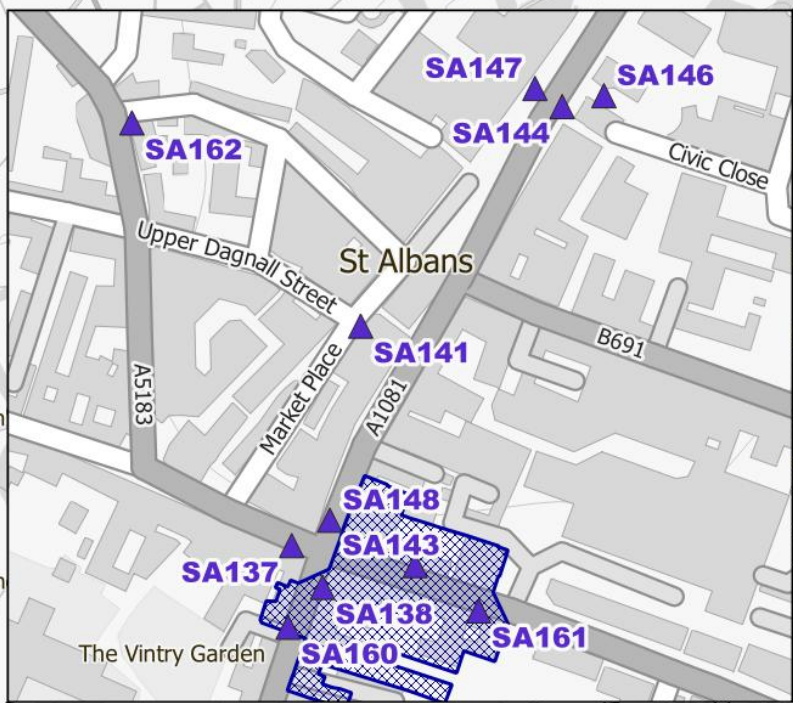 SA147
SA146
SA144
SA162
Civic Close
Upper Dagnall Street
St Albans
B691
SA141
A5183
Market Place
A1081
SA148
SA143
SA137
SA138
SA161
The Vintry Garden
SA160